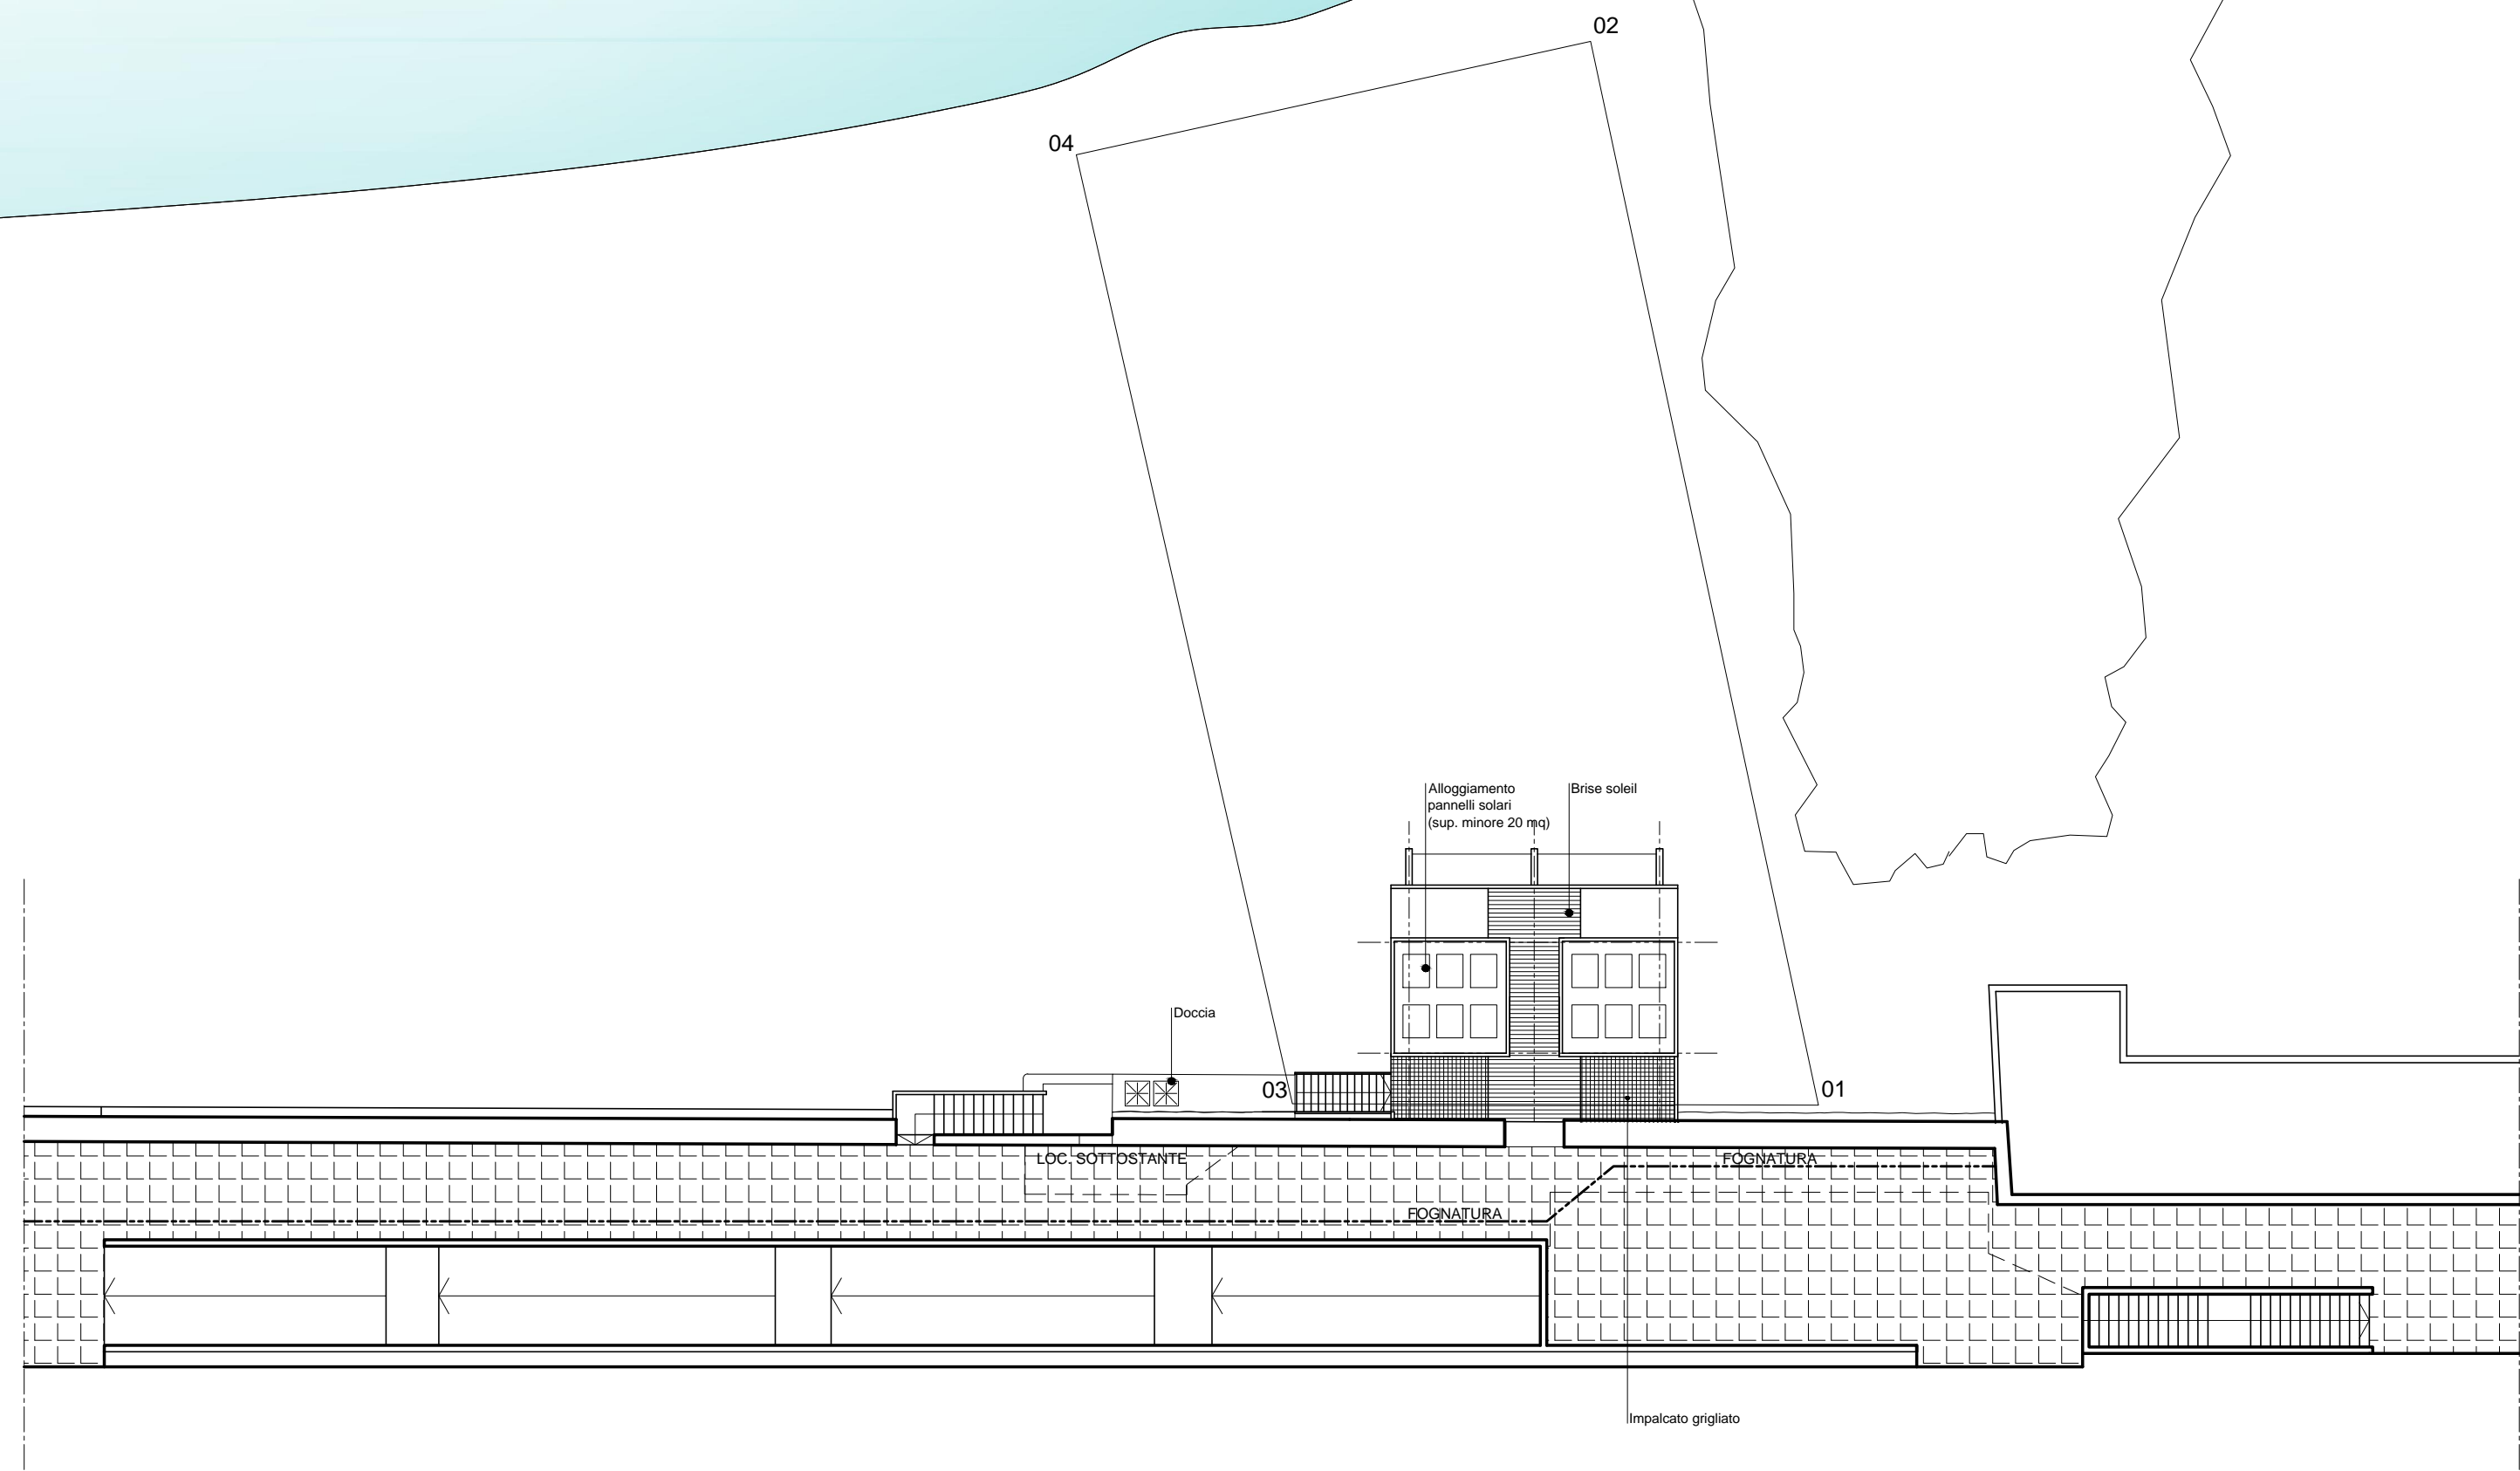 02
04
Alloggiamento
pannelli solari
(sup. minore 20 mq)
Brise soleil
Doccia
03
01
LOC. SOTTOSTANTE
FOGNATURA
FOGNATURA
Impalcato grigliato